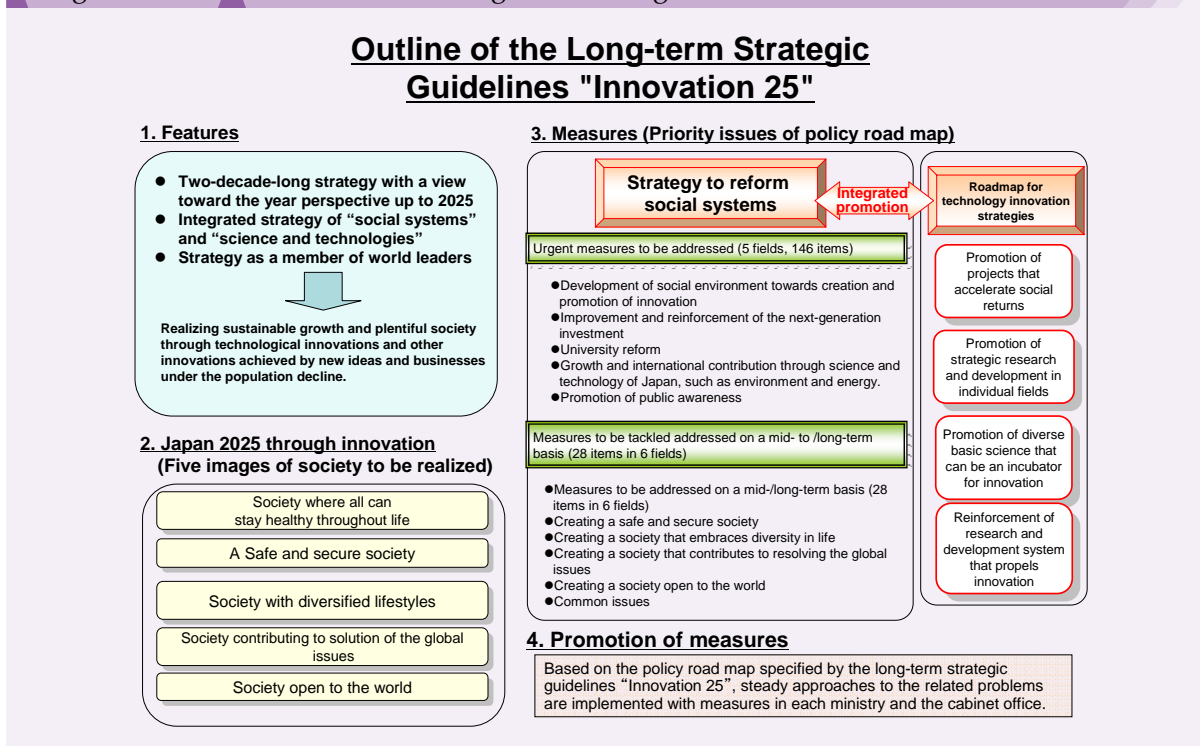 Outline of the Long-term Strategic
Guidelines "Innovation 25"
1. Features
● Two-decade-long strategy with a view
toward the year perspective up to 2025
● Integrated strategy of “social systems”
and “science and technologies”
● Strategy as a member of world leaders
Realizing sustainable growth and plentiful society
through technological innovations and other
innovations achieved by new ideas and businesses
under the population decline.
2. Japan 2025 through innovation
(Five images of society to be realized)
Society where all can
stay healthy throughout life
A Safe and secure society
Society with diversified lifestyles
Society contributing to solution of the global
issues
Society open to the world
3. Measures (Priority issues of policy road map)
Strategy to reform
social systems
Integrated
promotion
Roadmap for
technology innovation
strategies
Urgent measures to be addressed (5 fields, 146 items)
●Development of social environment towards creation and
promotion of innovation
●Improvement and reinforcement of the next-generation
investment
●University reform
●Growth and international contribution through science and
technology of Japan, such as environment and energy.
●Promotion of public awareness
Measures to be tackled addressed on a mid- to /long-term
basis (28 items in 6 fields)
●Measures to be addressed on a mid-/long-term basis (28
items in 6 fields)
●Creating a safe and secure society
●Creating a society that embraces diversity in life
●Creating a society that contributes to resolving the global
issues
●Creating a society open to the world
●Common issues
Promotion of
projects that
accelerate social
returns
Promotion of
strategic research
and development in
individual fields
Promotion of diverse
basic science that
can be an incubator
for innovation
Reinforcement of
research and
development system
that propels
innovation
4. Promotion of measures
Based on the policy road map specified by the long-term strategic
guidelines “Innovation 25”, steady approaches to the related problems
are implemented with measures in each ministry and the cabinet office.